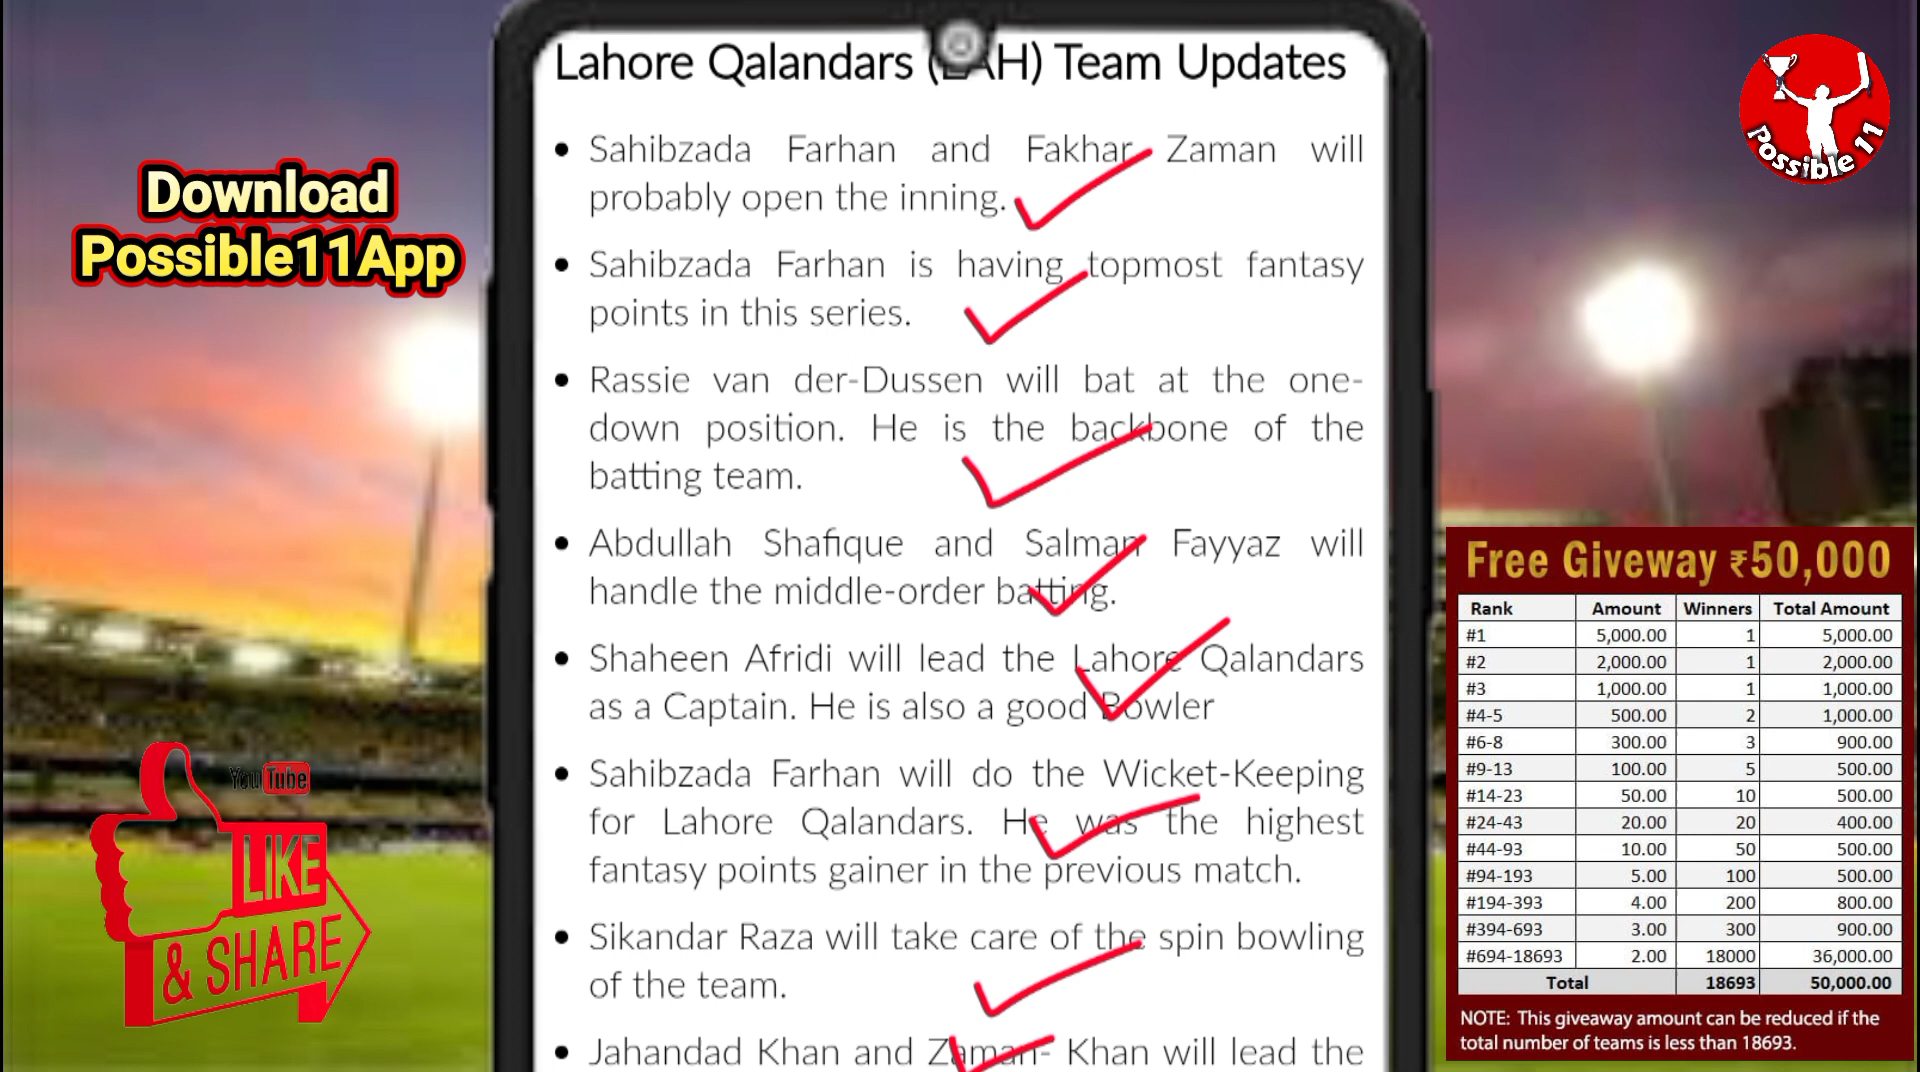 Lahore Qalandars (LAH) Team Updates
• Sahibzada Farhan and Fakhar Zaman will
probably open the inning.
• Sahibzada Farhan is having topmost fantasy
points in this series.
• Rassie van der-Dussen will bat at the one-
down position. He is the backbone of the
batting team.
• Abdullah Shafique and Salman Fayyaz will
handle the middle-order batting.
• Shaheen Afridi will lead the Lahore Qalandars
as a Captain. He is also a good Bowler
• Sahibzada Farhan will do the Wicket-Keeping
for Lahore Qalandars. He was the highest
fantasy points gainer in the previous match.
• Sikandar Raza will take care of the spin bowling
of the team.
• Jahandad Khan and Zaman- Khan will lead the
Download
Possible11App
YouTube
LIKE
& SHARE
Possible 11
Free Giveway ₹50,000
Rank Amount Winners Total Amount
#1 5,000.00 1 5,000.00
#2 2,000.00 1 2,000.00
#3 1,000.00 1 1,000.00
#4-5 500.00 2 1,000.00
#6-8 300.00 3 900.00
#9-13 100.00 5 500.00
#14-23 50.00 10 500.00
#24-43 20.00 20 400.00
#44-93 10.00 50 500.00
#94-193 5.00 100 500.00
#194-393 4.00 200 800.00
#394-693 3.00 300 900.00
#694-18693 2.00 18000 36,000.00
Total 18693 50,000.00
NOTE: This giveaway amount can be reduced if the
total number of teams is less than 18693.